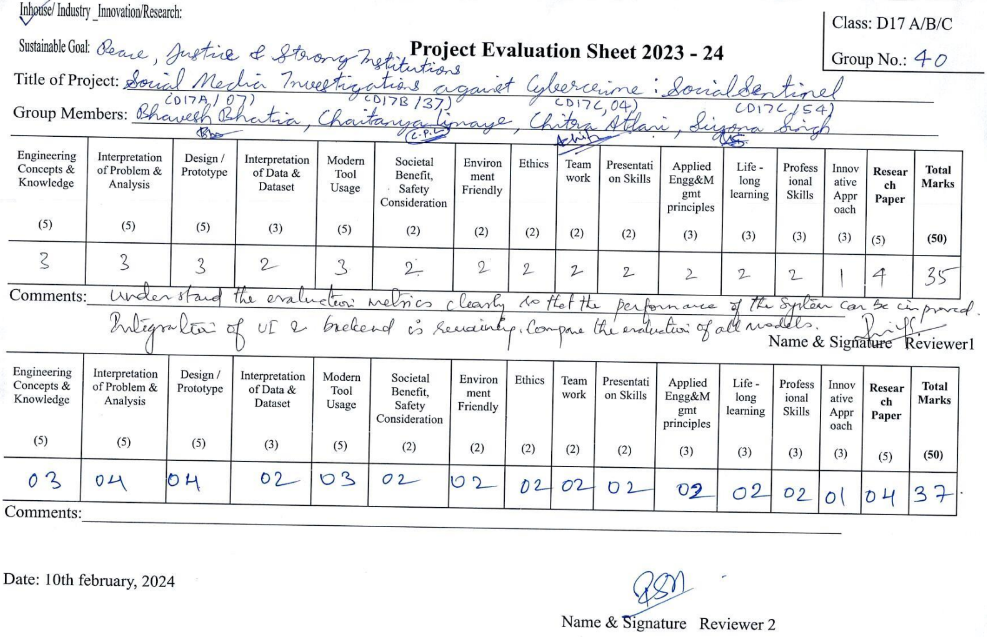 Inhouse/ Industry_Innovation/Research:
Class: D17 A/B/C
Sustainable Goal: Peace, Justice & Strong Institutions
Project Evaluation Sheet 2023 - 24
Group No.: 40
Title of Project: Social Media Investigations against Cybercrime : Social Sentinel
(D17A/07) (D17B/37) (D17C,04) (D17C/54)
Group Members: Bhavesh Bhatia, Chaitanya Limaye, Chitra Atlani, Singh
Engineering Concepts & Knowledge (5) Interpretation of Problem & Analysis (5) Design / Prototype (5) Interpretation of Data & Dataset (3) Modern Tool Usage (5) Societal Benefit, Safety Consideration (2) Environ ment Friendly (2) Ethics (2) Team work (2) Presentati on Skills (2) Applied Engg&M gmt principles (3) Life - long learning (3) Profess ional Skills (3) Innov ative Appr oach (3) Resear ch Paper (5) Total Marks (50)
3 3 3 2 3 2 2 2 2 2 2 2 2 1 4 35
Comments: understand the evaluation metrics clearly so that the performance of the system can be improved.
Integration of UI & backend is remaining. Compare the evaluation of all models.
Name & Signature Reviewer1
Engineering Concepts & Knowledge (5) Interpretation of Problem & Analysis (5) Design / Prototype (5) Interpretation of Data & Dataset (3) Modern Tool Usage (5) Societal Benefit, Safety Consideration (2) Environ ment Friendly (2) Ethics (2) Team work (2) Presentati on Skills (2) Applied Engg&M gmt principles (3) Life - long learning (3) Profess ional Skills (3) Innov ative Appr oach (3) Resear ch Paper (5) Total Marks (50)
03 04 04 02 03 02 02 02 02 02 02 02 02 01 04 37
Comments:
Date: 10th february, 2024
Name & Signature Reviewer 2